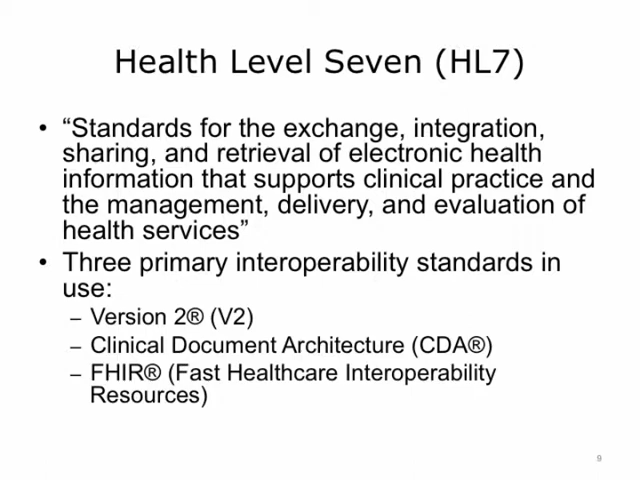 Health Level Seven (HL7)
• “Standards for the exchange, integration,
sharing, and retrieval of electronic health
information that supports clinical practice and
the management, delivery, and evaluation of
health services”
• Three primary interoperability standards in
use:
– Version 2® (V2)
– Clinical Document Architecture (CDA®)
– FHIR® (Fast Healthcare Interoperability
Resources)
9